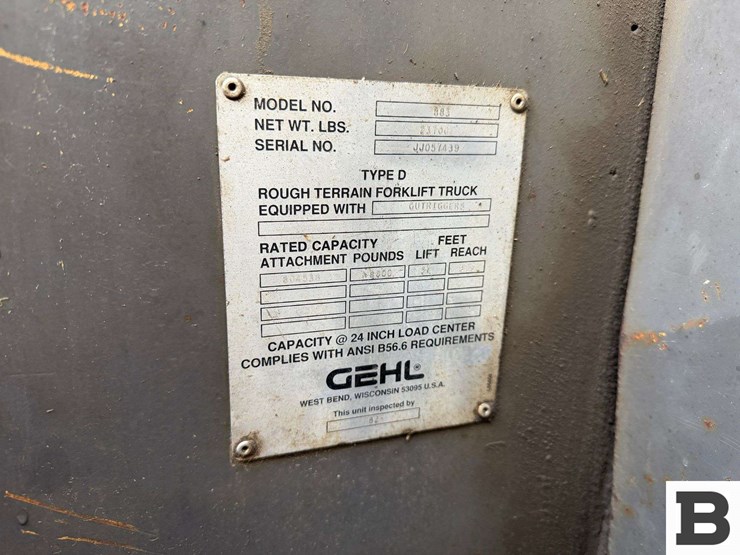 MODEL NO. 883
NET WT. LBS.
SERIAL NO. JJ057439
TYPE D
ROUGH TERRAIN FORKLIFT TRUCK
EQUIPPED WITH OUTRIGGERS
RATED CAPACITY FEET
ATTACHMENT POUNDS LIFT REACH
CAPACITY @ 24 INCH LOAD CENTER
COMPLIES WITH ANSI B56.6 REQUIREMENTS
GEHL®
WEST BEND, WISCONSIN 53095 U.S.A.
This unit inspected by
B